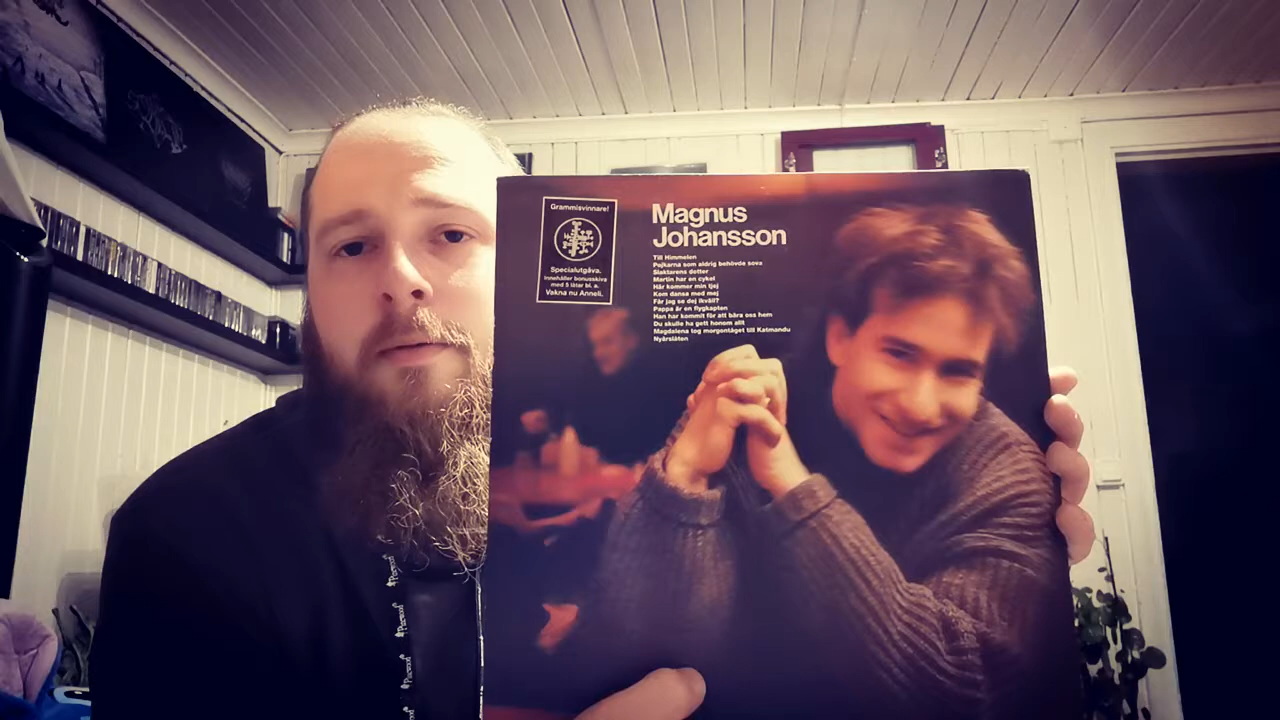 Grammisvinnare!
Specialutgåva.
Innehåller bonusskiva
med 5 låtar bl. a.
Vakna nu Anneli.
Magnus
Johansson
Till Himmelen
Pojkarna som aldrig behövde sova
Slaktarens dotter
Martin har en cykel
Här kommer min tjej
Kom dansa med mej
Får jag se dej ikväll?
Pappa är en flygkapten
Han har kommit för att bära oss hem
Du skulle ha gett honom allt
Magdalena tog morgontåget till Katmandu
Nyårslåten